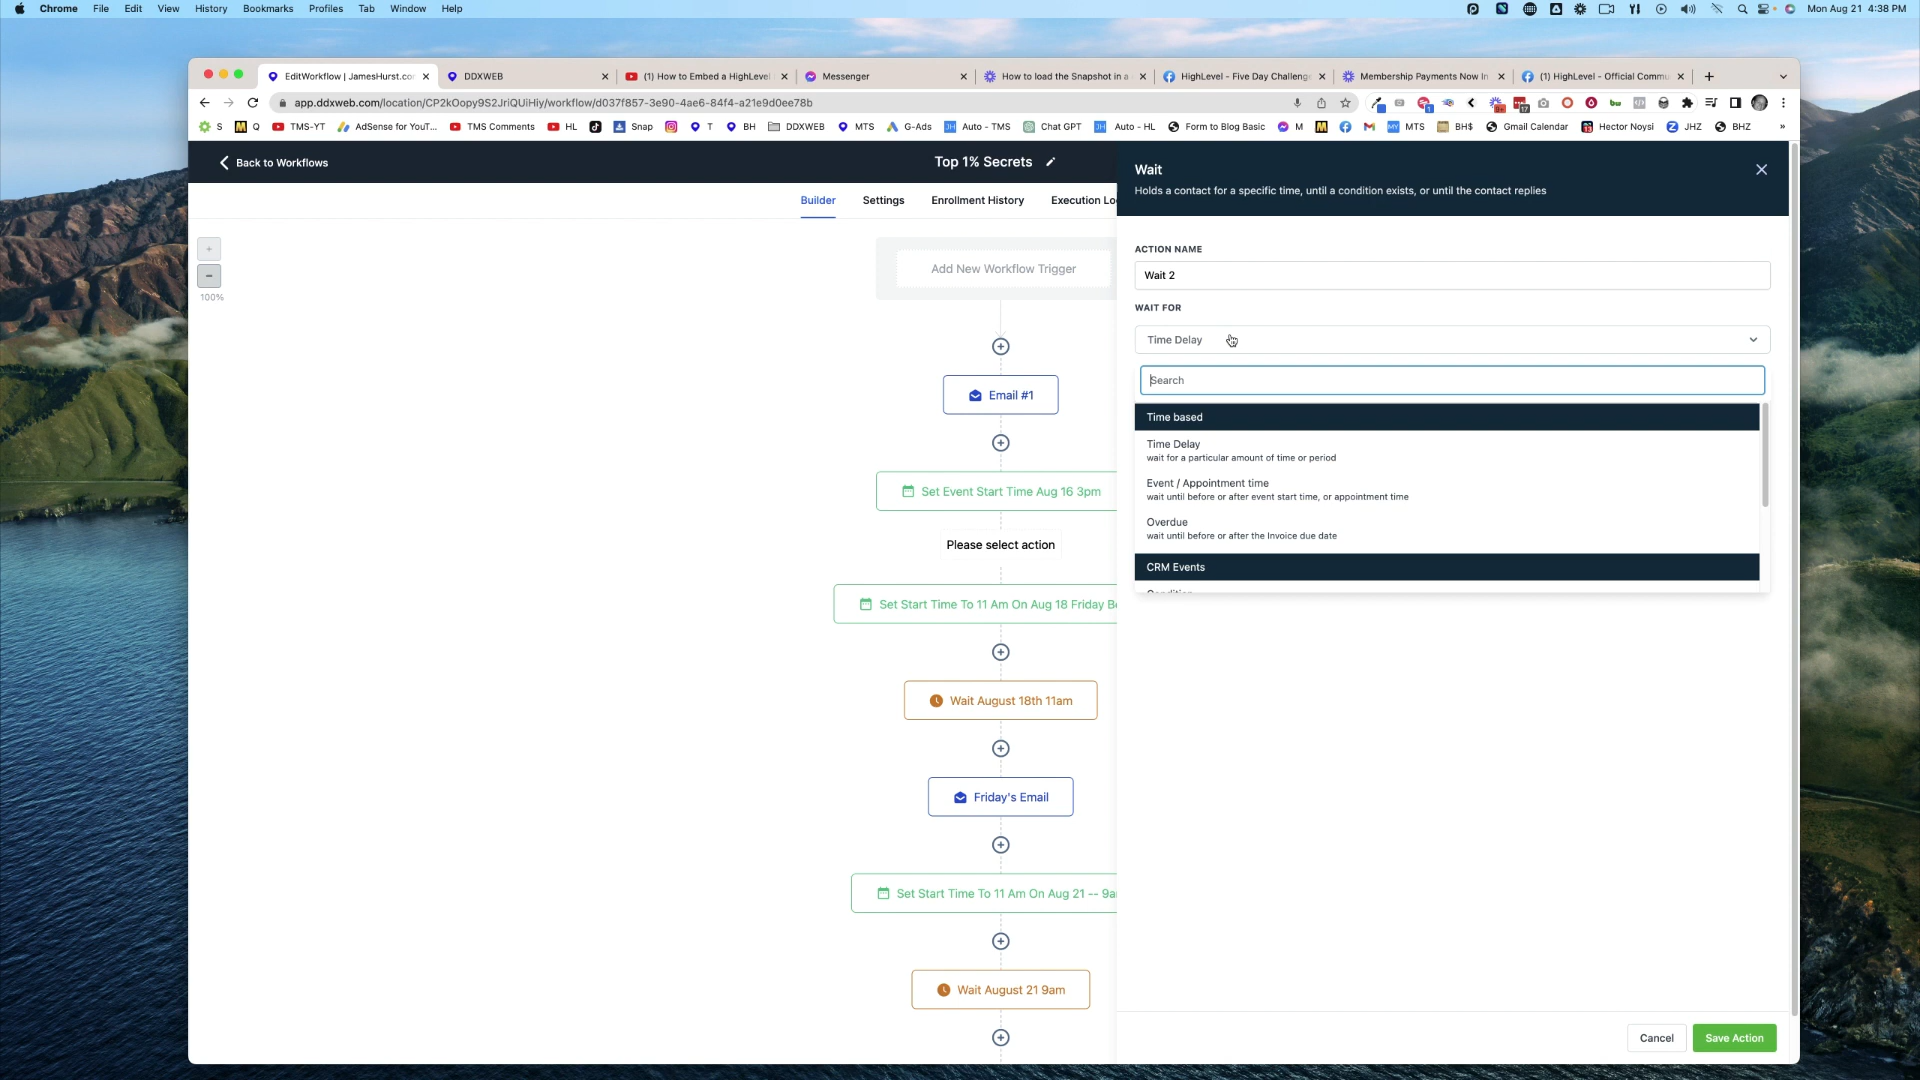 Chrome File Edit View History Bookmarks Profiles Tab Window Help
Mon Aug 21 4:38 PM
EditWorkflow | JamesHurst.co
DDXWEB
(1) How to Embed a HighLevel
Messenger
How to load the Snapshot in a
HighLevel - Five Day Challenge
Membership Payments Now In
(1) HighLevel - Official Commu
app.ddxweb.com/location/CP2kOopy9S2JriQUiHiy/workflow/d037f857-3e90-4ae6-84f4-a21e9d0ee78b
S Q TMS-YT AdSense for YouT... TMS Comments HL Snap T BH DDXWEB MTS G-Ads Auto - TMS Chat GPT Auto - HL Form to Blog Basic M MTS BH$ Gmail Calendar Hector Noysi JHZ BHZ »
Back to Workflows
Top 1% Secrets
Builder Settings Enrollment History Execution Lo
100%
Add New Workflow Trigger
Email #1
Set Event Start Time Aug 16 3pm
Please select action
Set Start Time To 11 Am On Aug 18 Friday Be
Wait August 18th 11am
Friday's Email
Set Start Time To 11 Am On Aug 21 -- 9a
Wait August 21 9am
Wait
Holds a contact for a specific time, until a condition exists, or until the contact replies
ACTION NAME
Wait 2
WAIT FOR
Time Delay
Search
Time based
Time Delay
wait for a particular amount of time or period
Event / Appointment time
wait until before or after event start time, or appointment time
Overdue
wait until before or after the Invoice due date
CRM Events
Cancel
Save Action